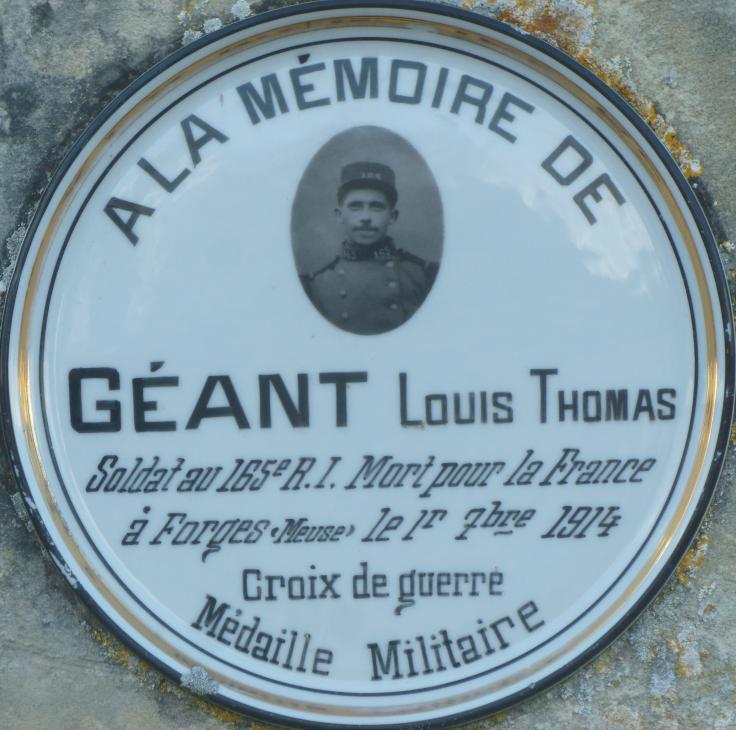 A LA MÉMOIRE DE
GÉANT LOUIS THOMAS
Soldat au 165e R.I. Mort pour la France
à Forges (Meuse) le 1r 7bre 1914
Croix de guerre
Médaille Militaire